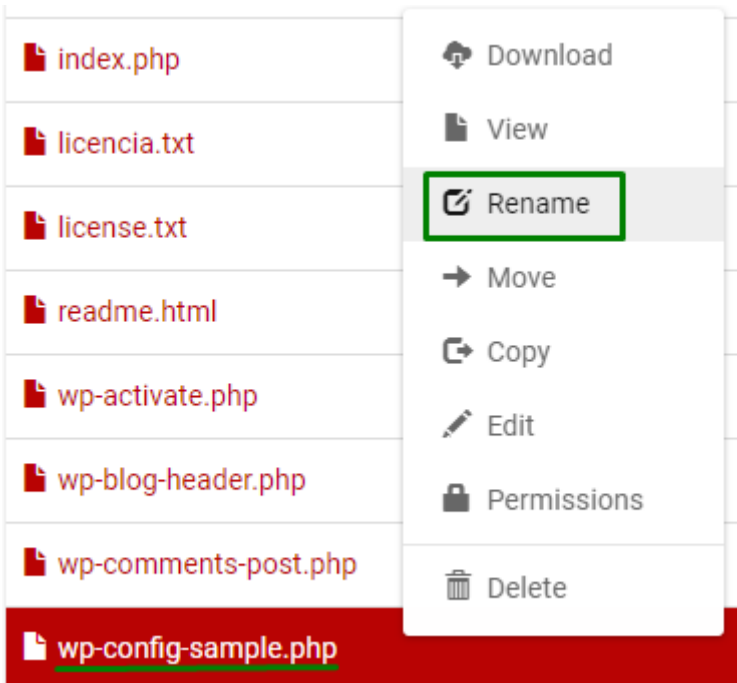 index.php
licencia.txt
license.txt
readme.html
wp-activate.php
wp-blog-header.php
wp-comments-post.php
wp-config-sample.php
Download
View
Rename
Move
Copy
Edit
Permissions
Delete